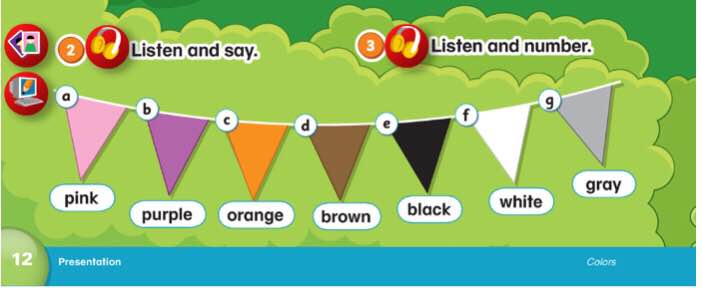 2 Listen and say.
3 Listen and number.
a
b
c
d
e
f
g
pink
purple
orange
brown
black
white
gray
12 Presentation Colors